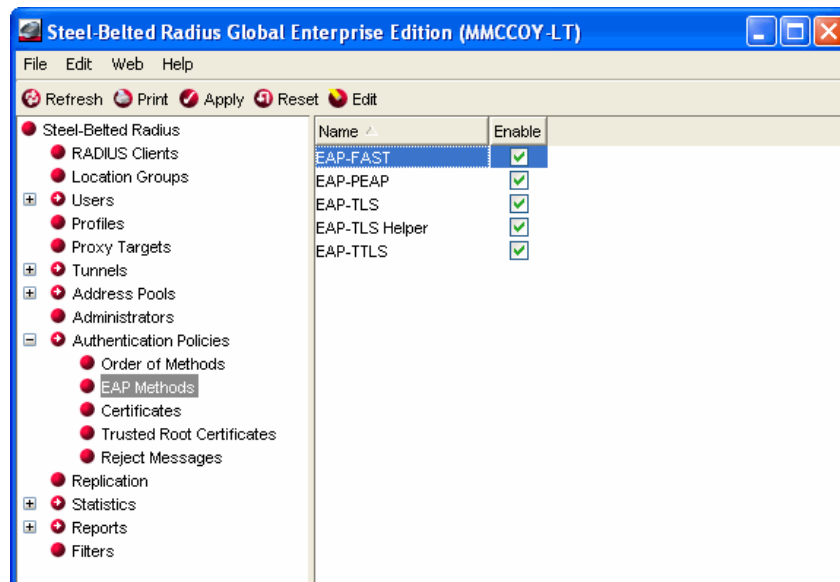 Steel-Belted Radius Global Enterprise Edition (MMCCOY-LT)
File Edit Web Help
Refresh Print Apply Reset Edit
Steel-Belted Radius
RADIUS Clients
Location Groups
Users
Profiles
Proxy Targets
Tunnels
Address Pools
Administrators
Authentication Policies
Order of Methods
EAP Methods
Certificates
Trusted Root Certificates
Reject Messages
Replication
Statistics
Reports
Filters
Name Enable
EAP-FAST
EAP-PEAP
EAP-TLS
EAP-TLS Helper
EAP-TTLS